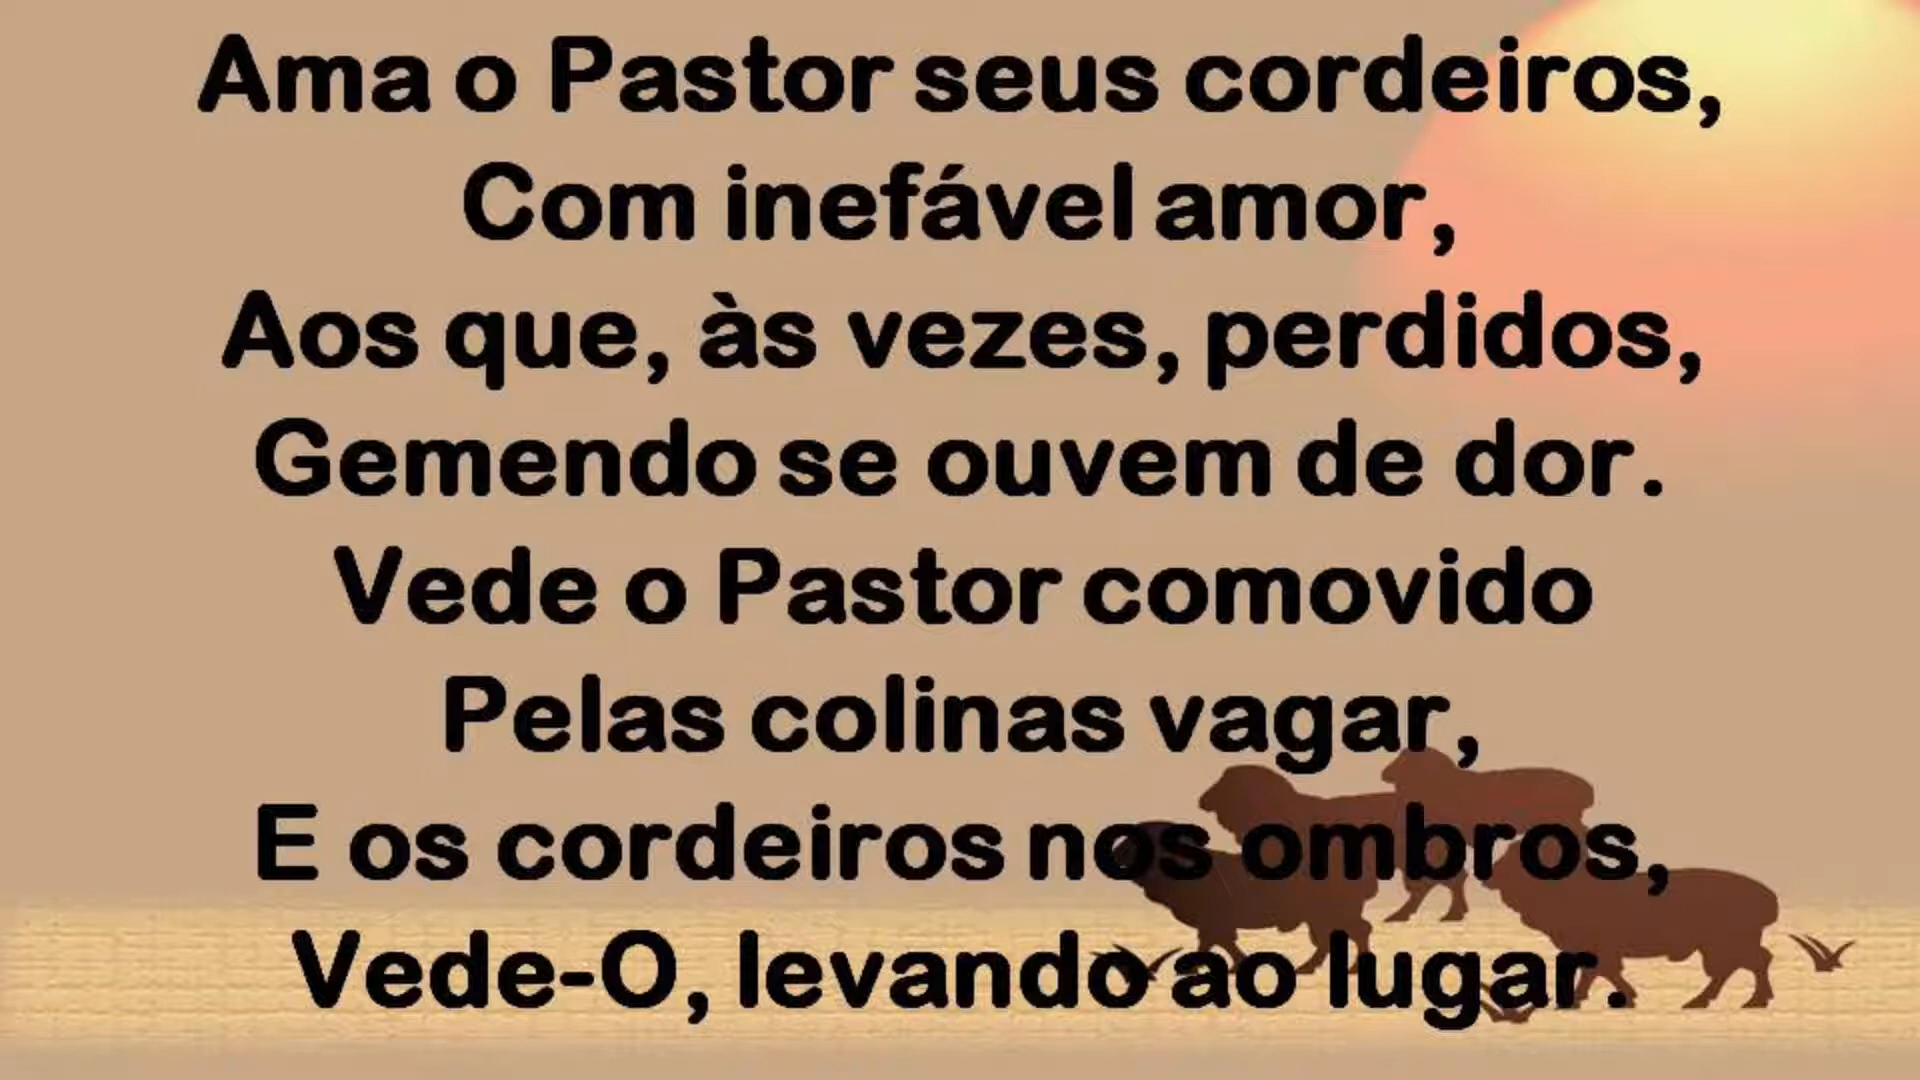 Ama o Pastor seus cordeiros,
Com inefável amor,
Aos que, às vezes, perdidos,
Gemendo se ouvem de dor.
Vede o Pastor comovido
Pelas colinas vagar,
E os cordeiros nos ombros,
Vede-O, levando ao lugar.